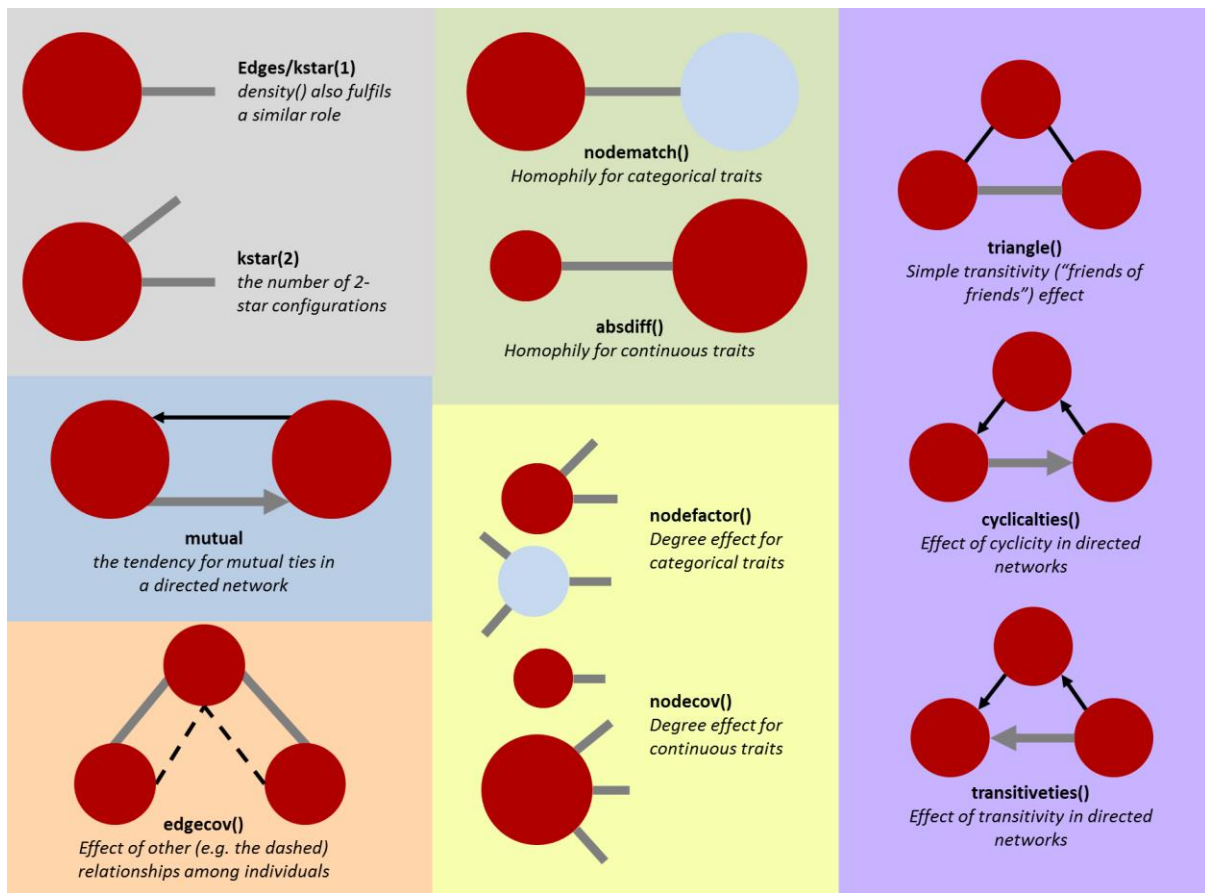 Edges/kstar(1)
density() also fulfils
a similar role
kstar(2)
the number of 2-
star configurations
mutual
the tendency for mutual ties in
a directed network
edgecov()
Effect of other (e.g. the dashed)
relationships among individuals
nodematch()
Homophily for categorical traits
absdiff()
Homophily for continuous traits
nodefactor()
Degree effect for
categorical traits
nodecov()
Degree effect for
continuous traits
triangle()
Simple transitivity (“friends of
friends”) effect
cyclicalties()
Effect of cyclicity in directed
networks
transitiveties()
Effect of transitivity in directed
networks